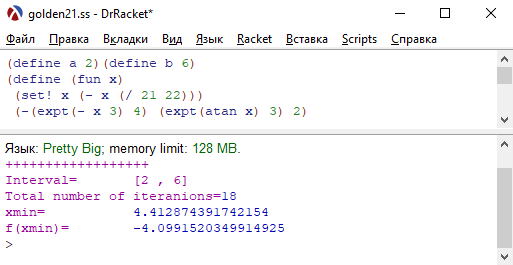 golden21.ss - DrRacket*
Файл Правка Вкладки Вид Язык Racket Вставка Scripts Справка
(define a 2)(define b 6)
(define (fun x)
(set! x (- x (/ 21 22)))
(-(expt(- x 3) 4) (expt(atan x) 3) 2)
Язык: Pretty Big; memory limit: 128 MB.
++++++++++++++++++
Interval= [2 , 6]
Total number of iteranions=18
xmin= 4.412874391742154
f(xmin)= -4.0991520349914925
>